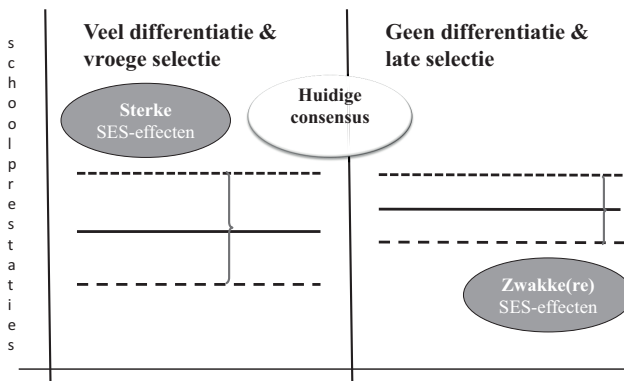 schoolprestaties
Veel differentiatie &
vroege selectie
Geen differentiatie &
late selectie
Sterke
SES-effecten
Huidige
consensus
Zwakke(re)
SES-effecten